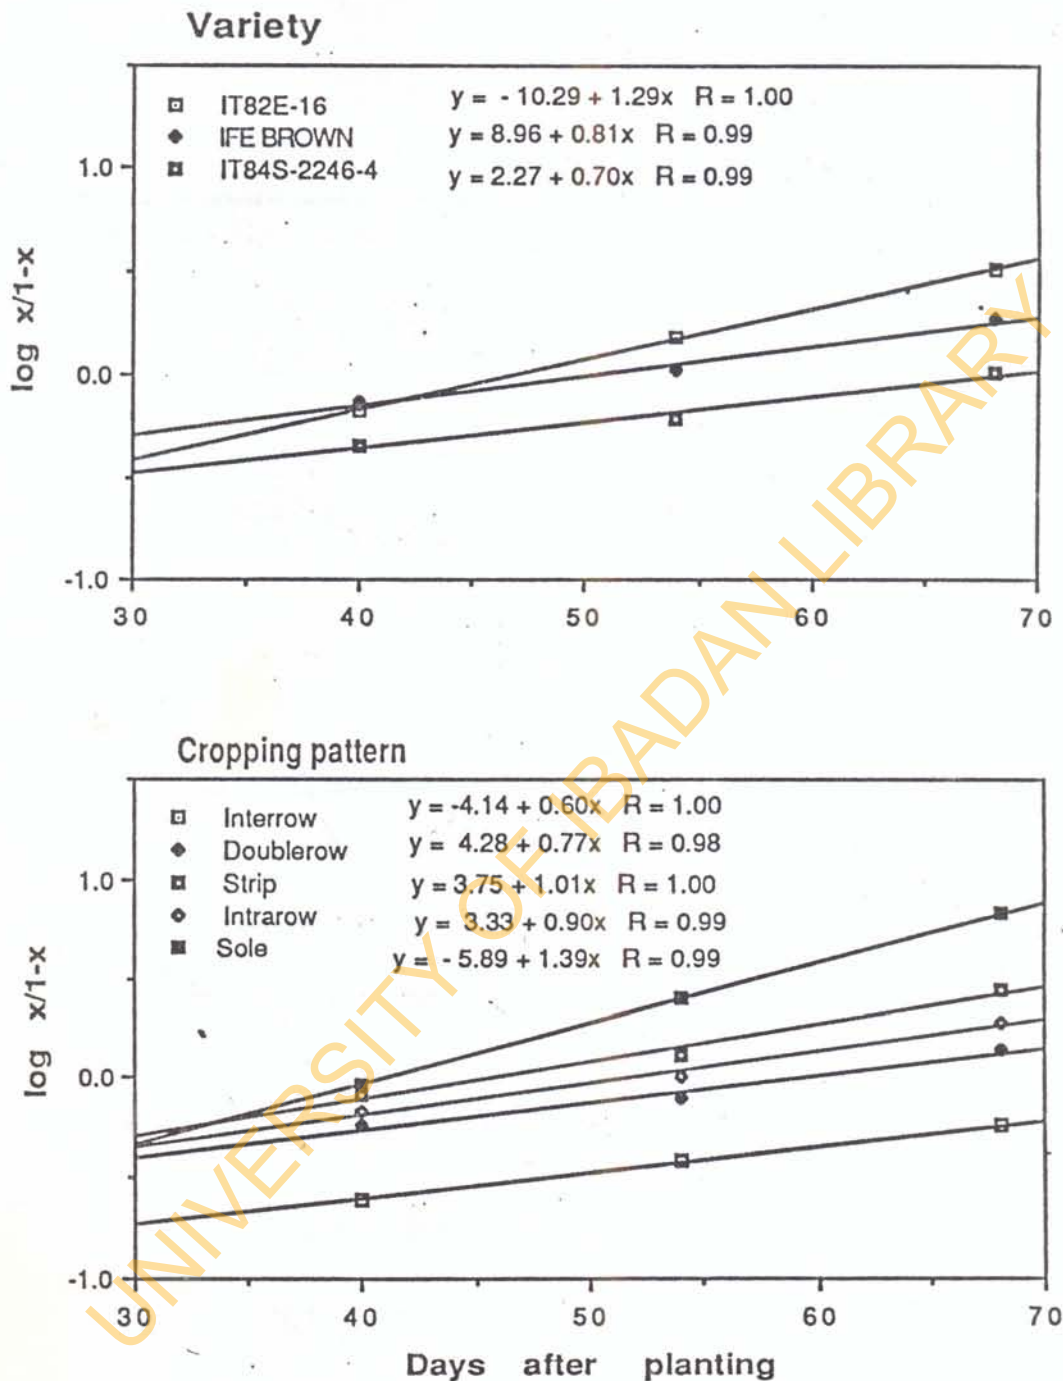 Variety
IT82E-16 y = - 10.29 + 1.29x R = 1.00
IFE BROWN y = 8.96 + 0.81x R = 0.99
IT84S-2246-4 y = 2.27 + 0.70x R = 0.99
1.0
0.0
-1.0
log x/1-x
30 40 50 60 70
Cropping pattern
Interrow y = -4.14 + 0.60x R = 1.00
Doublerow y = 4.28 + 0.77x R = 0.98
Strip y = 3.75 + 1.01x R = 1.00
Intrarow y = 3.33 + 0.90x R = 0.99
Sole y = - 5.89 + 1.39x R = 0.99
1.0
0.0
-1.0
log x/1-x
30 40 50 60 70
Days after planting
UNIVERSITY OF IBADAN LIBRARY